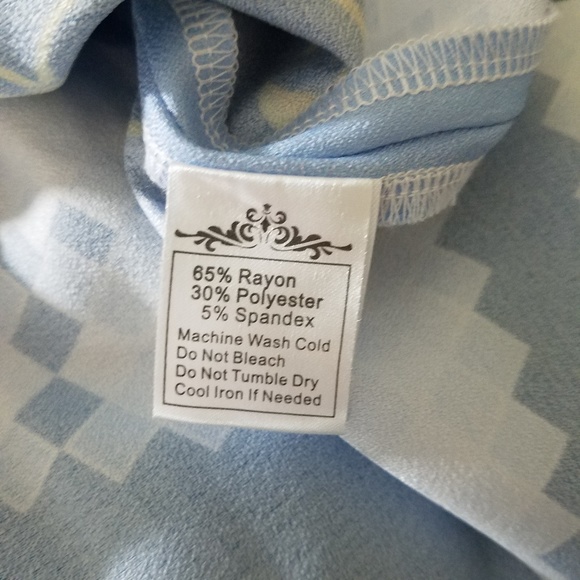 65% Rayon
30% Polyester
5% Spandex
Machine Wash Cold
Do Not Bleach
Do Not Tumble Dry
Cool Iron If Needed